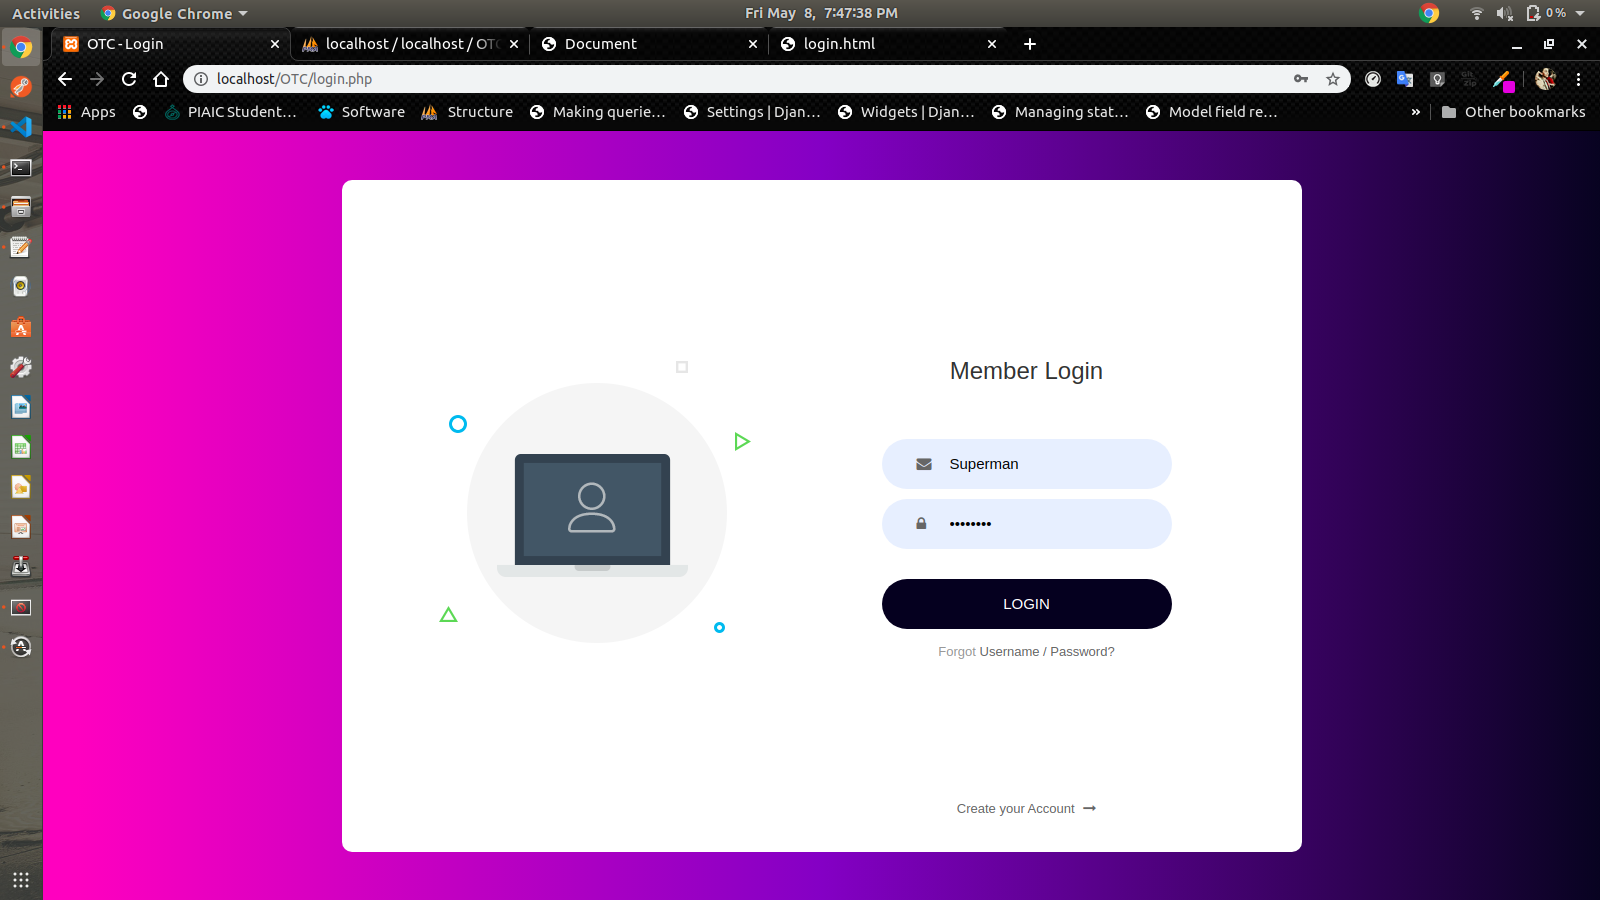 Activities
Google Chrome
Fri May 8, 7:47:38 PM
0 %
OTC - Login
localhost / localhost / OTC
Document
login.html
localhost/OTC/login.php
Apps
PIAIC Student…
Software
Structure
Making querie…
Settings | Djan…
Widgets | Djan…
Managing stat…
Model field re…
»
Other bookmarks
Member Login
Superman
••••••••
LOGIN
Forgot Username / Password?
Create your Account